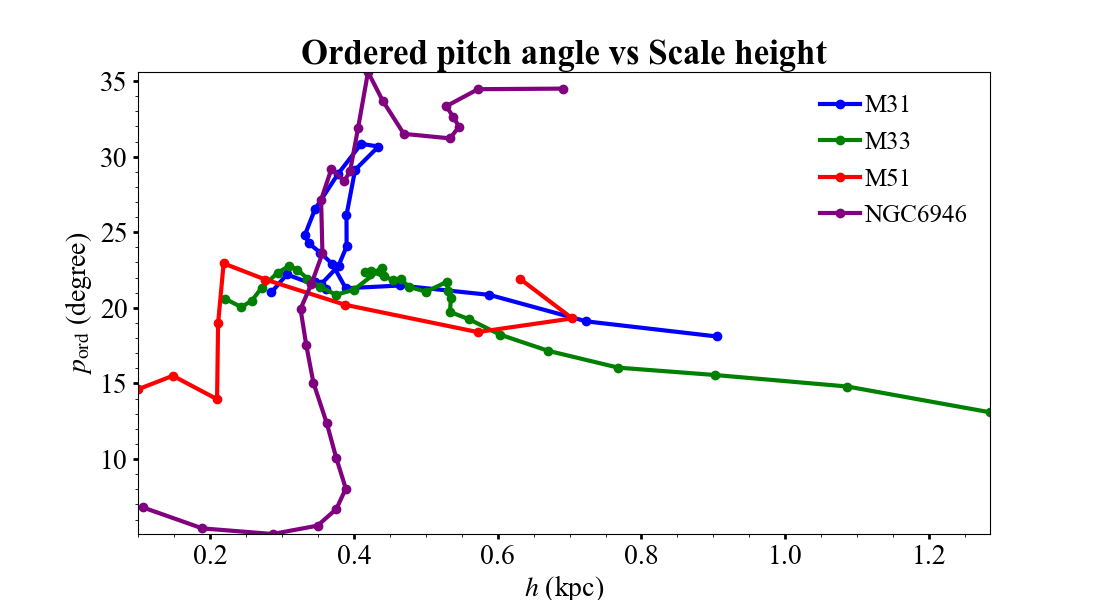 Ordered pitch angle vs Scale height
35
30
25
20
15
10
p_ord (degree)
M31
M33
M51
NGC6946
0.2 0.4 0.6 0.8 1.0 1.2
h (kpc)